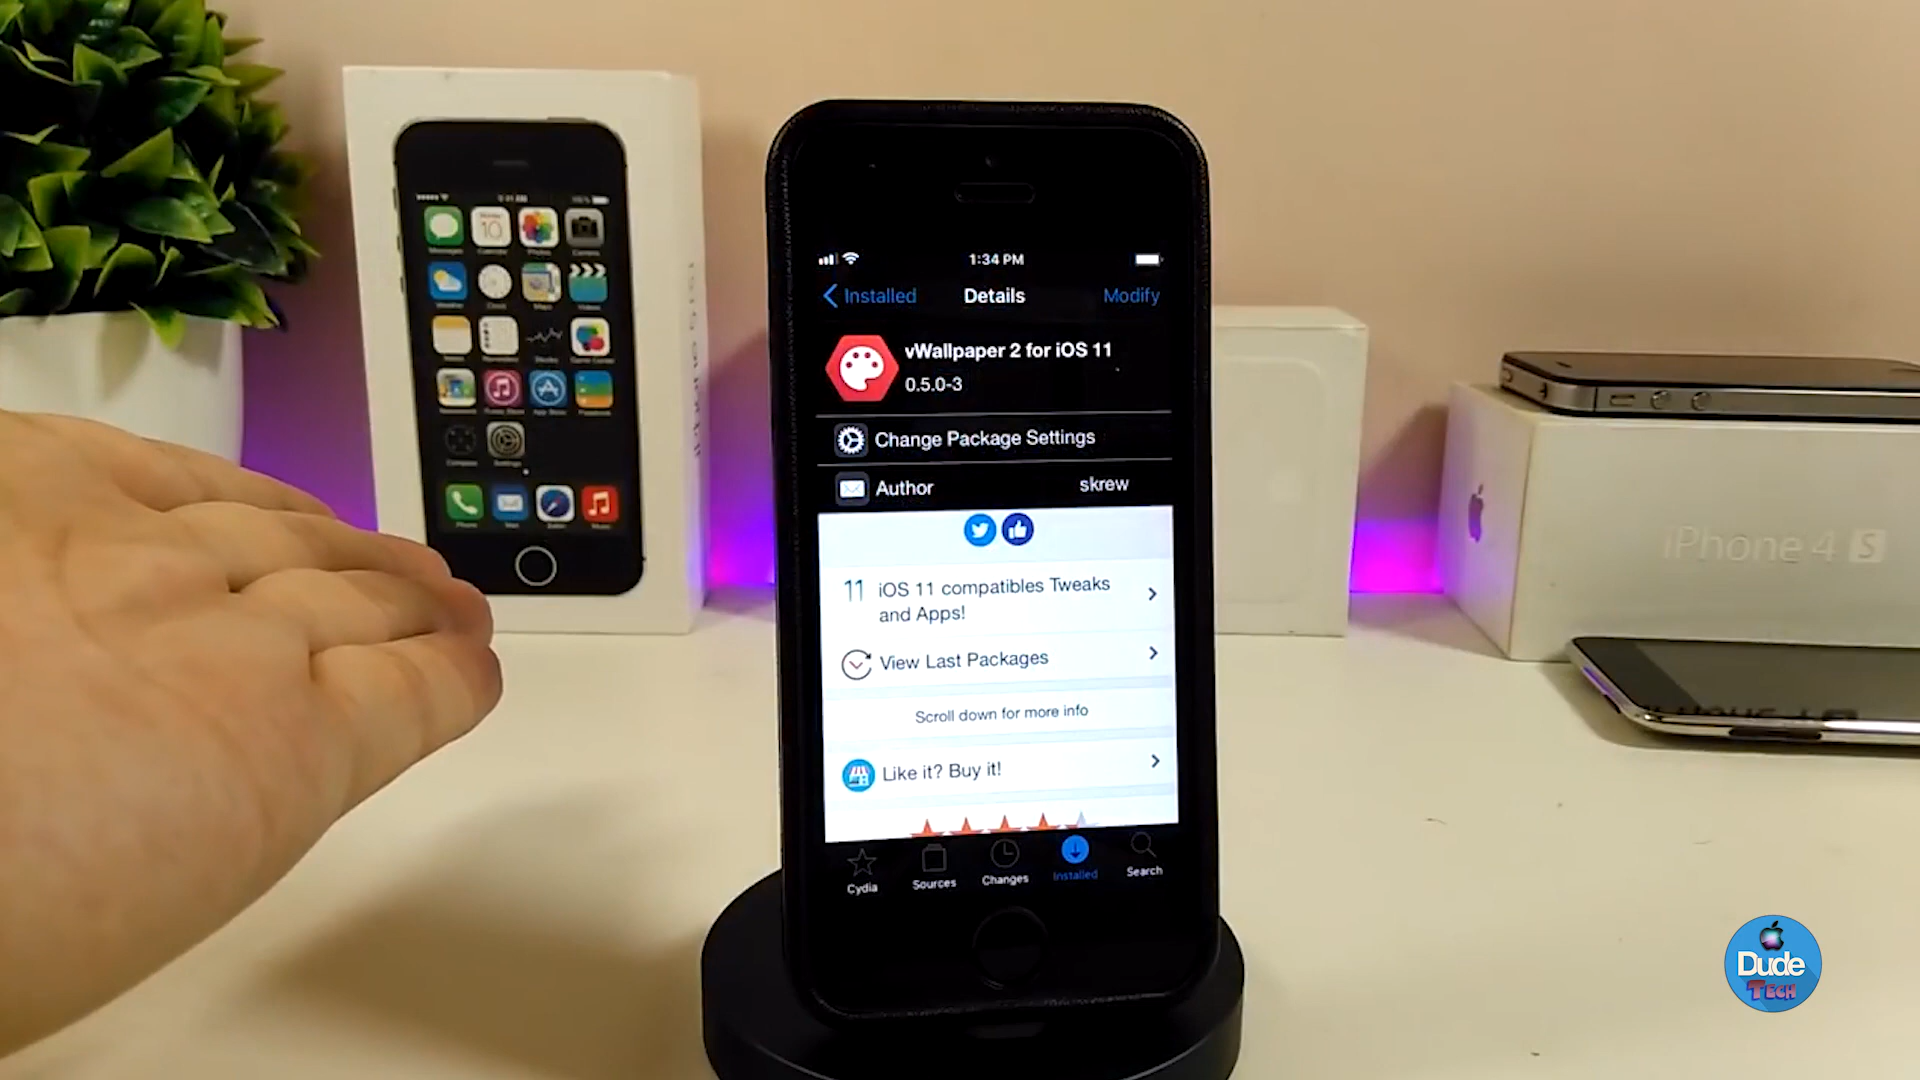 1:34 PM
Installed
Details
Modify
vWallpaper 2 for iOS 11
0.5.0-3
Change Package Settings
Author
skrew
11
iOS 11 compatibles Tweaks
and Apps!
View Last Packages
Scroll down for more info
Like it? Buy it!
Cydia
Sources
Changes
Installed
Search
iPhone 4 S
Dude
TECH